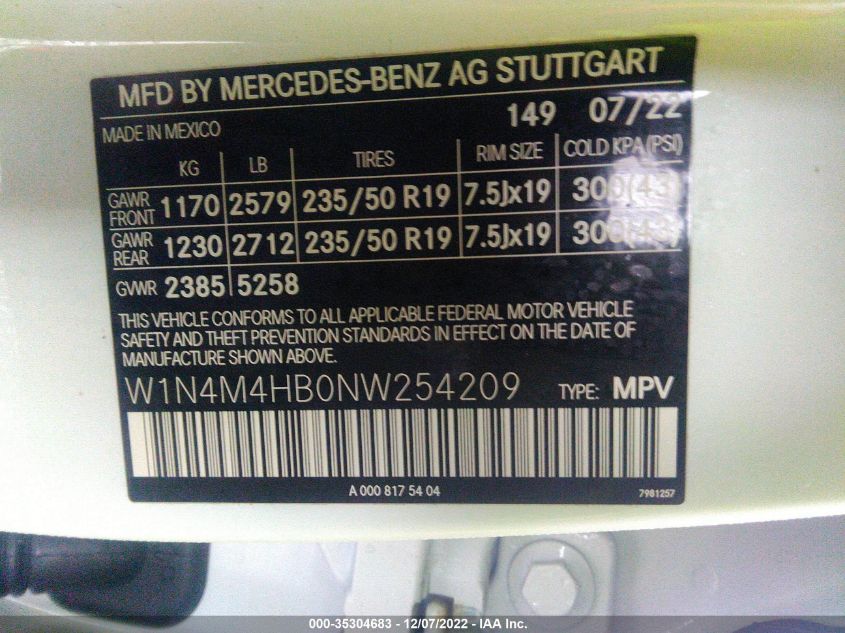 MFD BY MERCEDES-BENZ AG STUTTGART
149 07/22
MADE IN MEXICO
KG LB TIRES RIM SIZE COLD KPA (PSI)
GAWR FRONT 1170 2579 235/50 R19 7.5Jx19 300(43)
GAWR REAR 1230 2712 235/50 R19 7.5Jx19 300(43)
GVWR 2385 5258
THIS VEHICLE CONFORMS TO ALL APPLICABLE FEDERAL MOTOR VEHICLE
SAFETY AND THEFT PREVENTION STANDARDS IN EFFECT ON THE DATE OF
MANUFACTURE SHOWN ABOVE.
W1N4M4HB0NW254209 TYPE: MPV
A 000 817 54 04 7981257
000-35304683 - 12/07/2022 - IAA Inc.